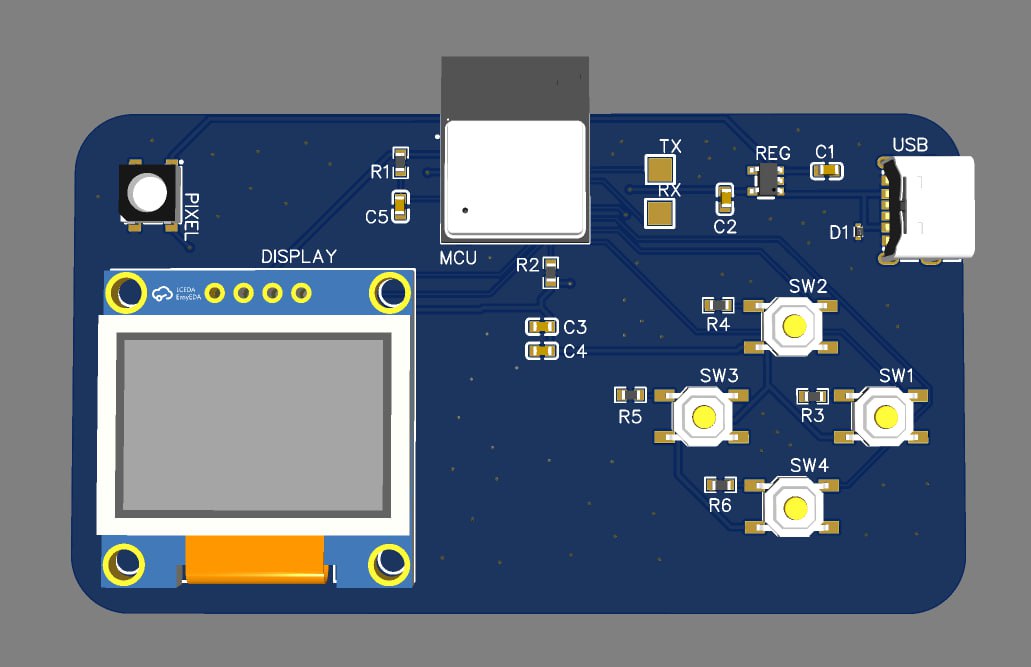 TX
USB
REG
C1
R1
RX
PIXEL
C5
C2
D1
DISPLAY
MCU
R2
SW2
LCEDA
EasyEDA
R4
C3
C4
SW3
SW1
R5
R3
SW4
R6